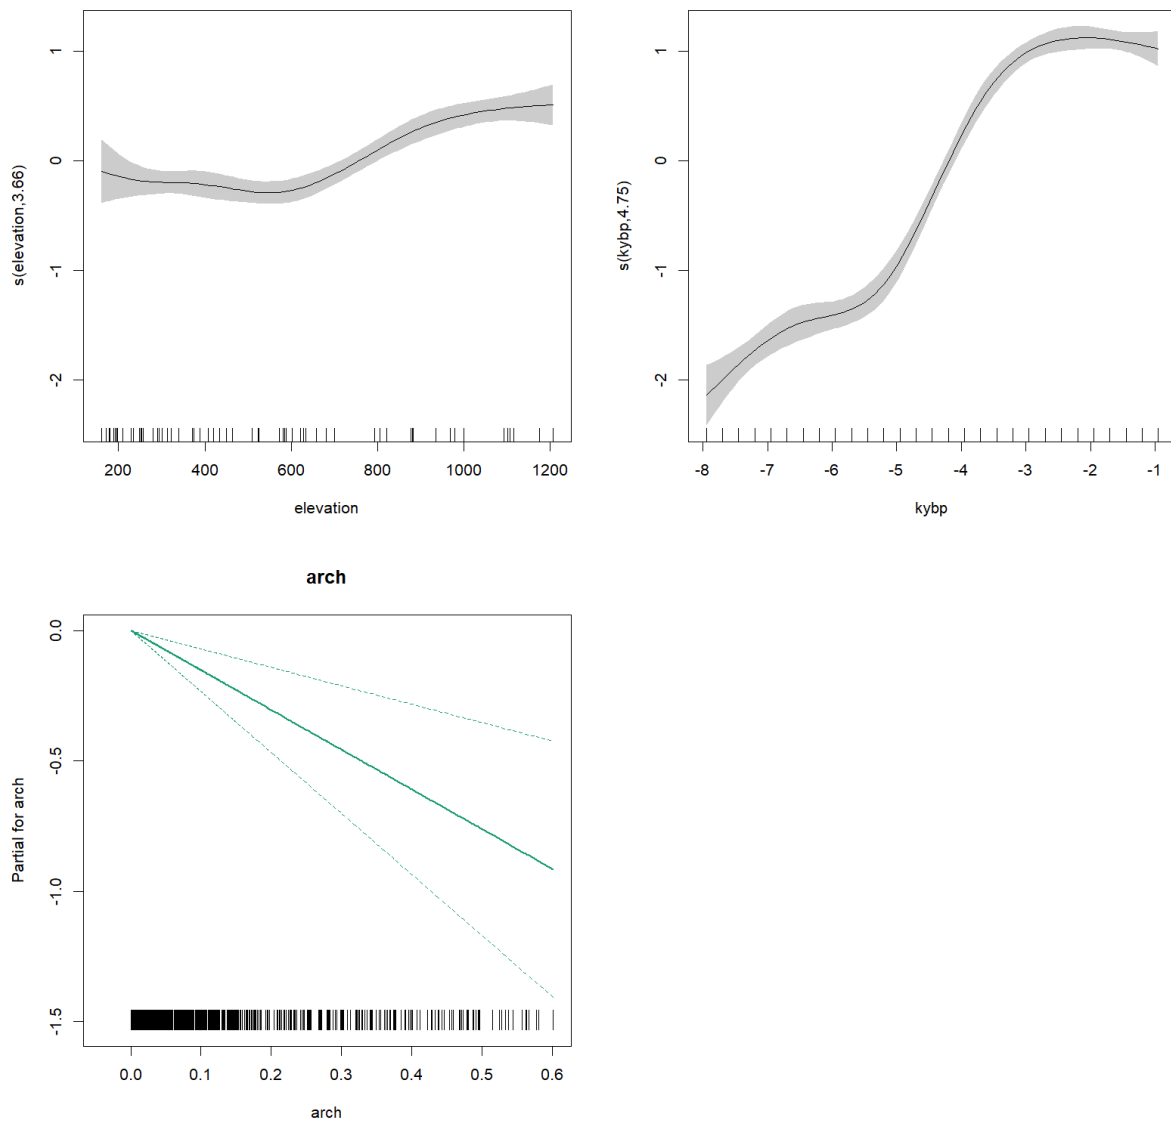 s(elevation,3.66)
1
0
-1
-2
200 400 600 800 1000 1200
elevation
s(kybp,4.75)
1
0
-1
-2
-8 -7 -6 -5 -4 -3 -2 -1
kybp
arch
Partial for arch
0.0
-0.5
-1.0
-1.5
0.0 0.1 0.2 0.3 0.4 0.5 0.6
arch